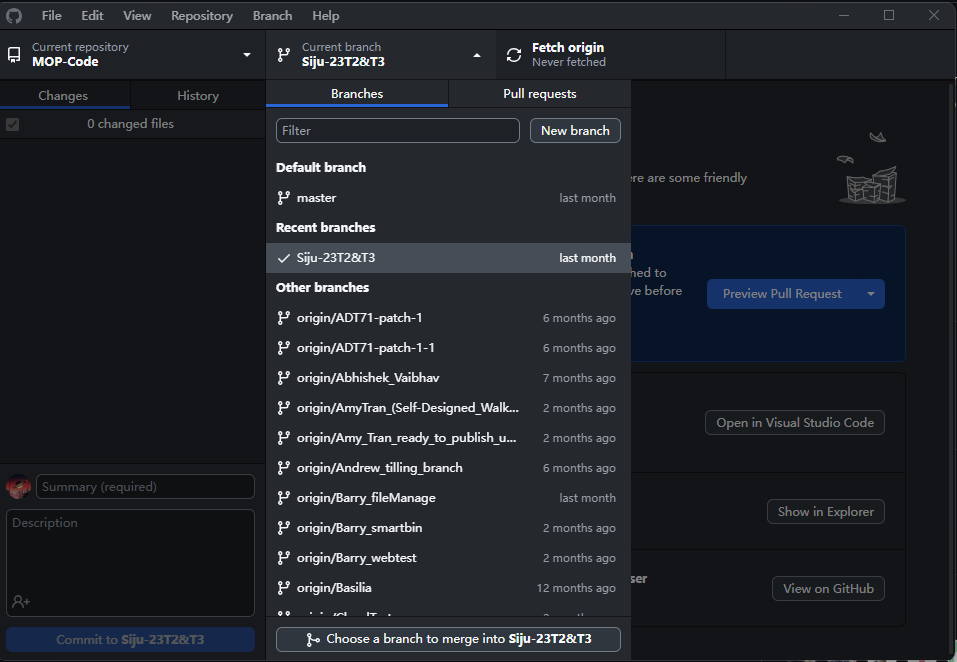 File Edit View Repository Branch Help
Current repository
MOP-Code
Current branch
Siju-23T2&T3
Fetch origin
Never fetched
Changes History
0 changed files
Branches Pull requests
Filter
New branch
Default branch
master last month
Recent branches
Siju-23T2&T3 last month
Other branches
origin/ADT71-patch-1 6 months ago
origin/ADT71-patch-1-1 6 months ago
origin/Abhishek_Vaibhav 7 months ago
origin/AmyTran_(Self-Designed_Walk... 2 months ago
origin/Amy_Tran_ready_to_publish_u... 2 months ago
origin/Andrew_tilling_branch 6 months ago
origin/Barry_fileManage last month
origin/Barry_smartbin 2 months ago
origin/Barry_webtest 2 months ago
origin/Basilia 12 months ago
Choose a branch to merge into Siju-23T2&T3
ere are some friendly
hed to
ve before
Preview Pull Request
Open in Visual Studio Code
Show in Explorer
ser
View on GitHub
Summary (required)
Description
Commit to Siju-23T2&T3